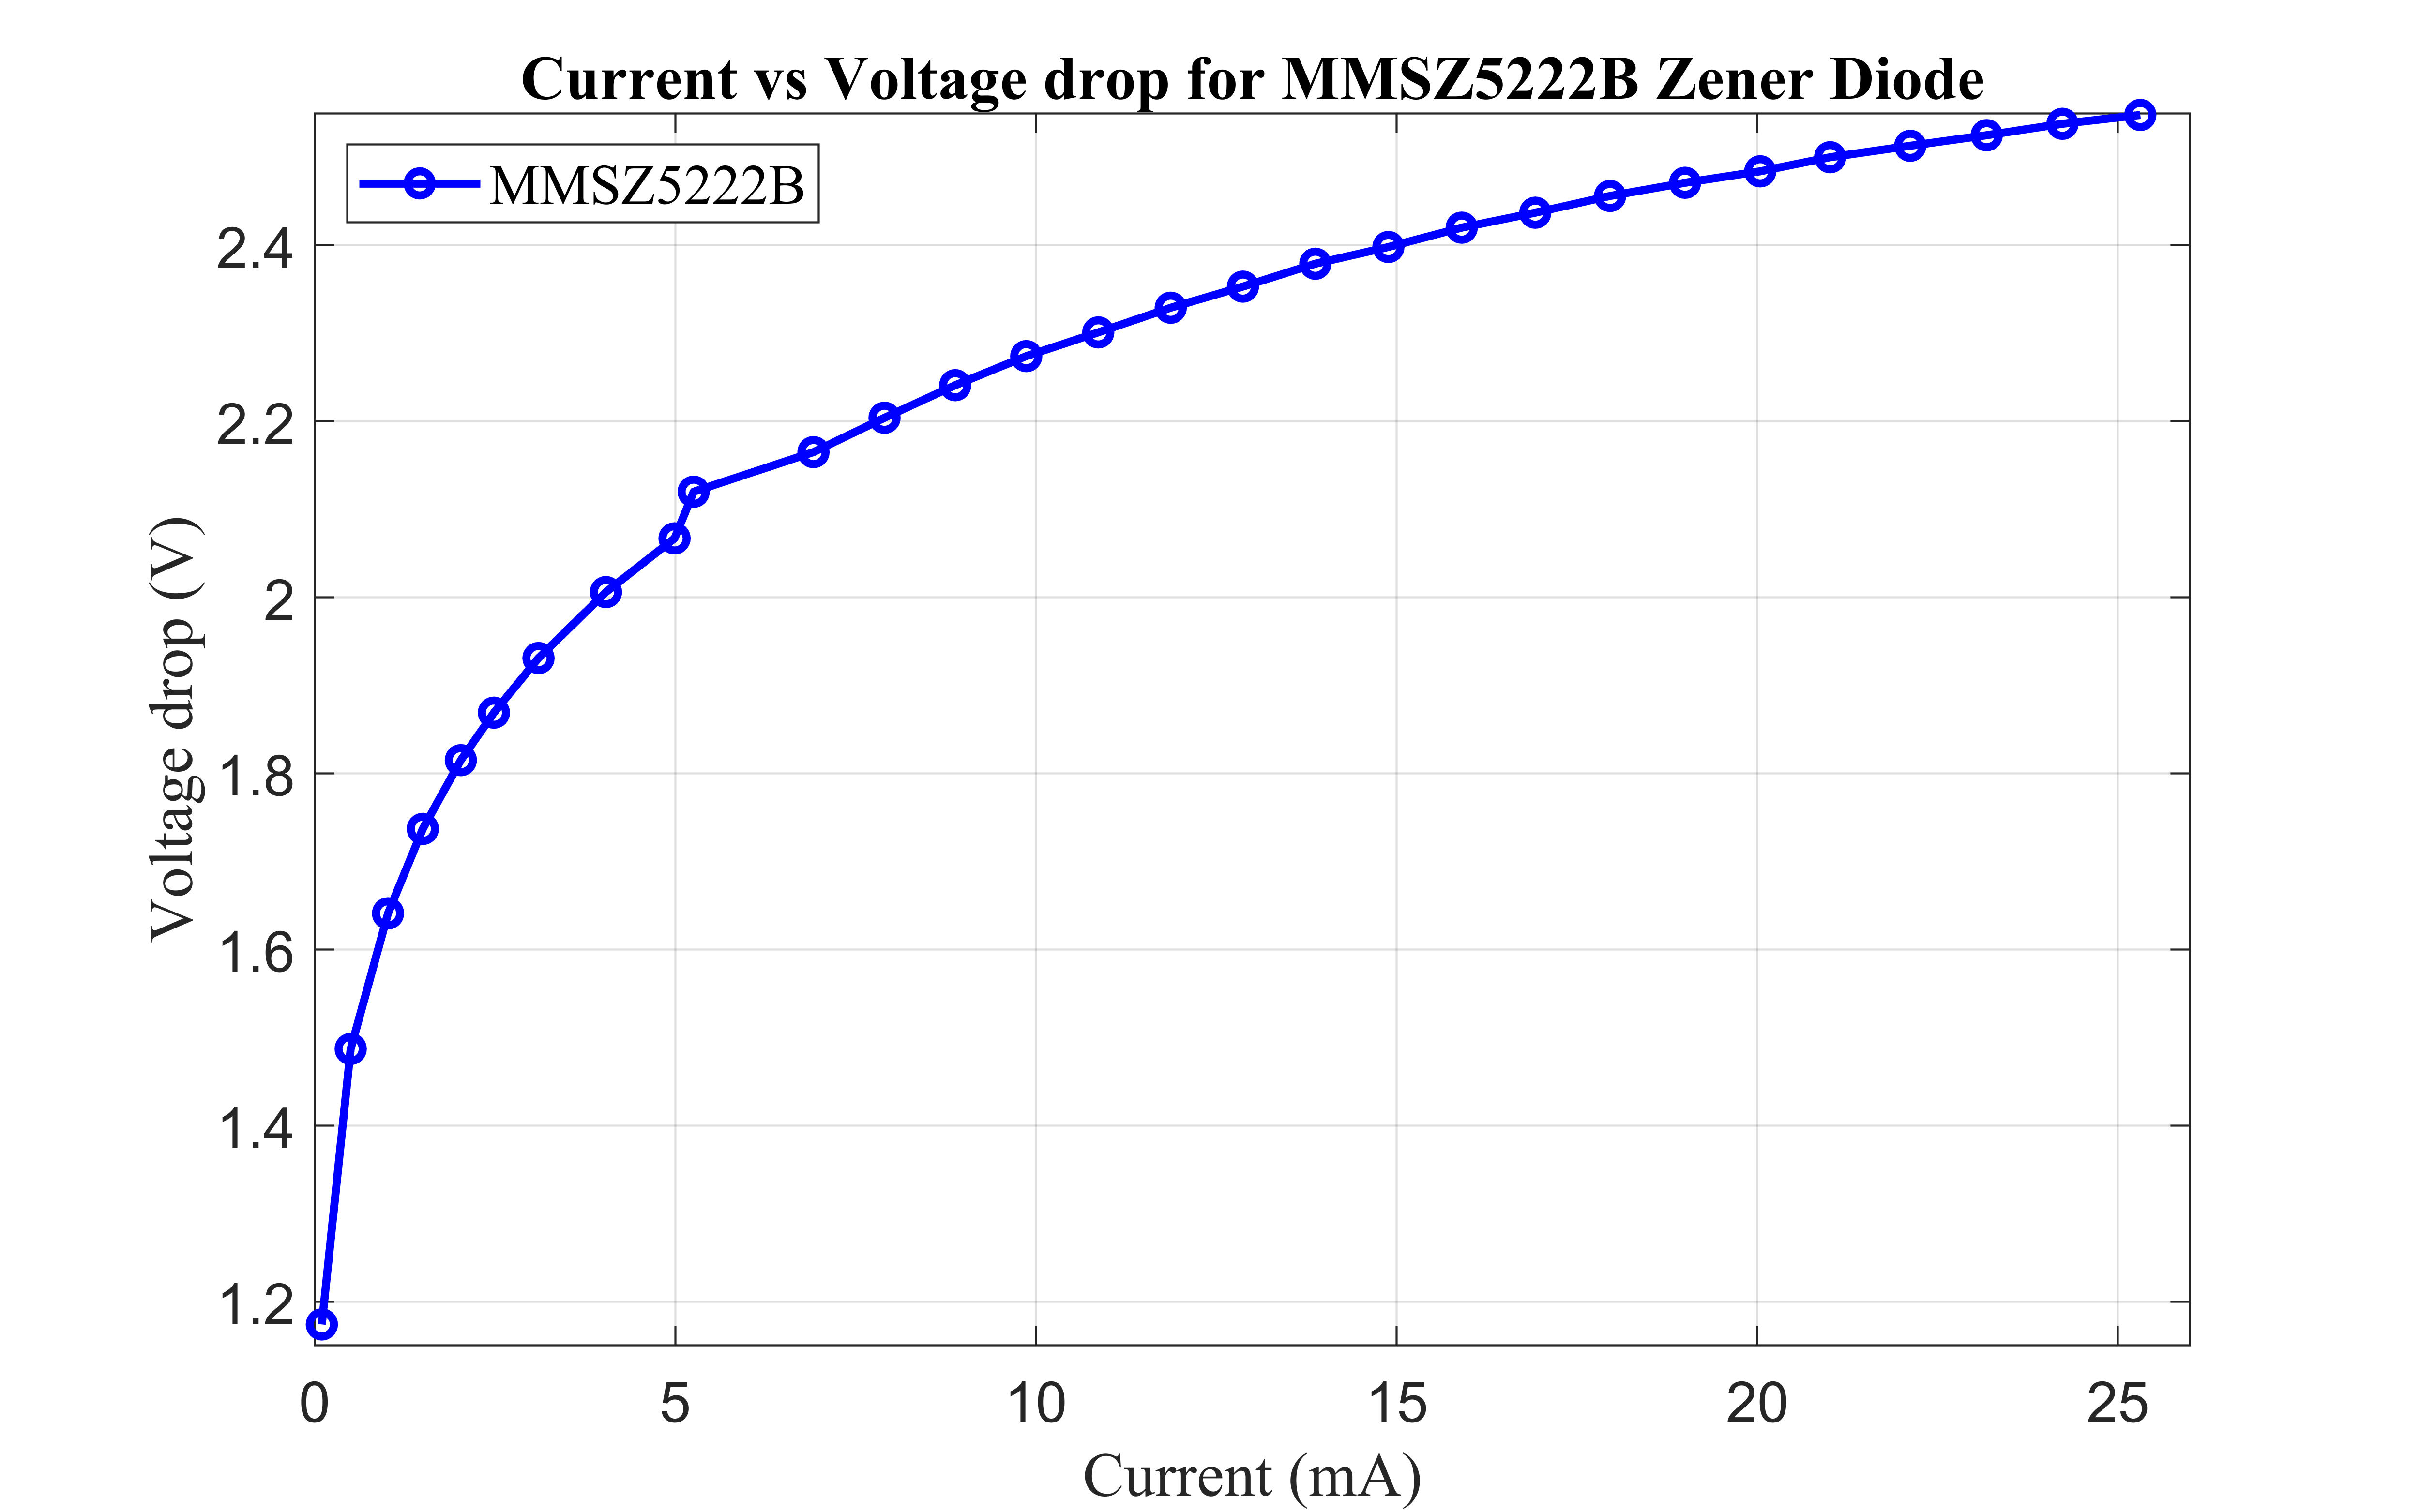 Current vs Voltage drop for MMSZ5222B Zener Diode
MMSZ5222B
2.4
2.2
2
1.8
1.6
1.4
1.2
Voltage drop (V)
0 5 10 15 20 25
Current (mA)